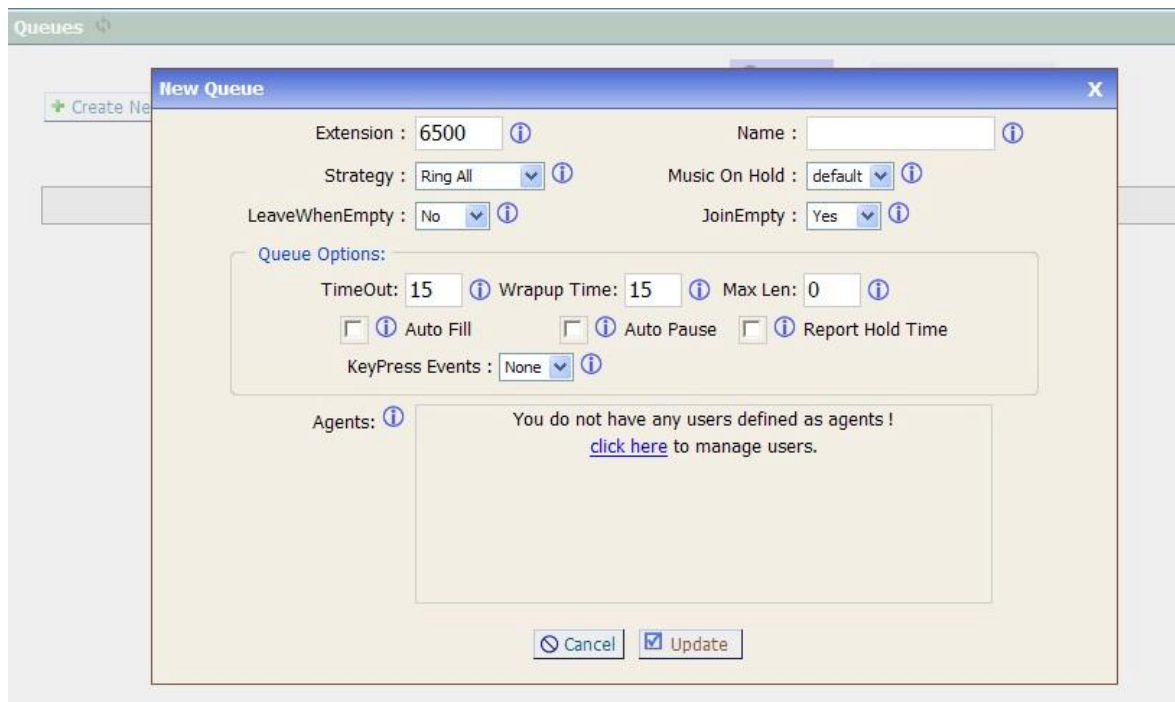 Queues
Create Ne
New Queue
X
Extension : 6500
Name :
Strategy : Ring All
Music On Hold : default
LeaveWhenEmpty : No
JoinEmpty : Yes
Queue Options:
TimeOut: 15 Wrapup Time: 15 Max Len: 0
Auto Fill Auto Pause Report Hold Time
KeyPress Events : None
Agents:
You do not have any users defined as agents !
click here to manage users.
Cancel Update